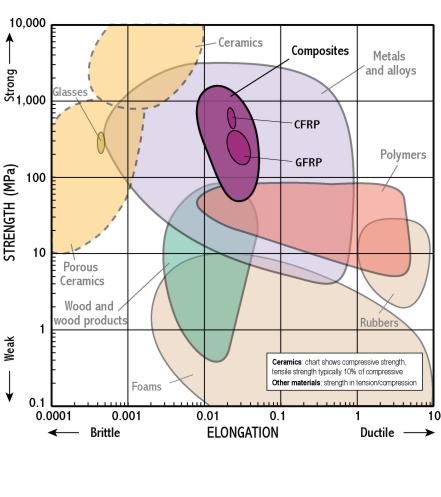 10,000
Ceramics
Composites
Metals
and alloys
Strong
Glasses
1,000
CFRP
GFRP
Polymers
100
STRENGTH (MPa)
10
Porous
Ceramics
Wood and
wood products
Rubbers
1
Weak
Foams
Ceramics: chart shows compressive strength,
tensile strength typically 10% of compressive
Other materials: strength in tension/compression
0.1
0.0001
0.001
0.01
0.1
1
10
Brittle
ELONGATION
Ductile